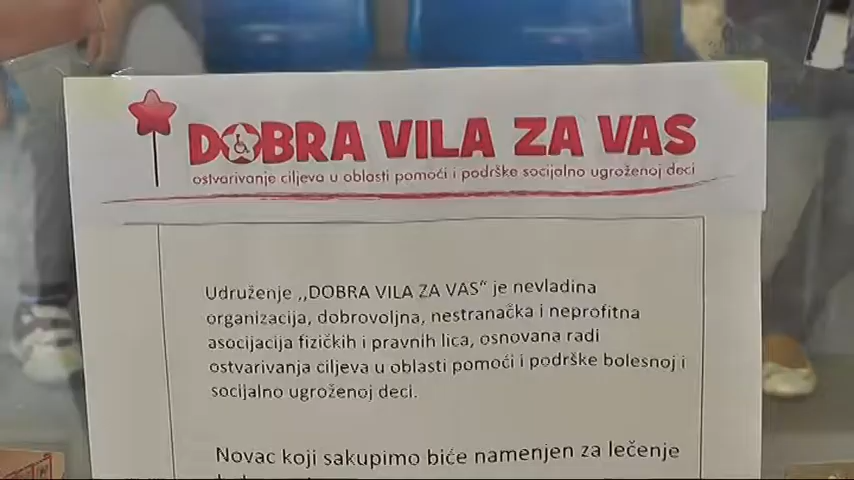 DOBRA VILA ZA VAS
ostvarivanje ciljeva u oblasti pomoći i podrške socijalno ugroženoj deci
Udruženje ,,DOBRA VILA ZA VAS" je nevladina
organizacija, dobrovoljna, nestranačka i neprofitna
asocijacija fizičkih i pravnih lica, osnovana radi
ostvarivanja ciljeva u oblasti pomoći i podrške bolesnoj i
socijalno ugroženoj deci.
Novac koji sakupimo biće namenjen za lečenje